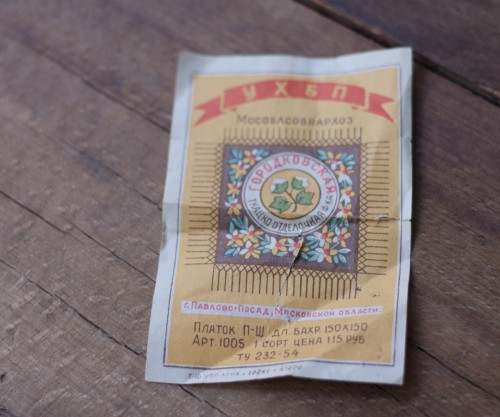 УХБП
Мособлсовнархоз
ГОРОДКОВСКАЯ
ТКАЦКО ОТДЕЛОЧНАЯ Ф-КА
г. Павлово-Посад, Московской области.
Платок П-Ш дл бахр. 150х150
Арт. 1005 1 сорт цена 115 руб
ТУ 232-54